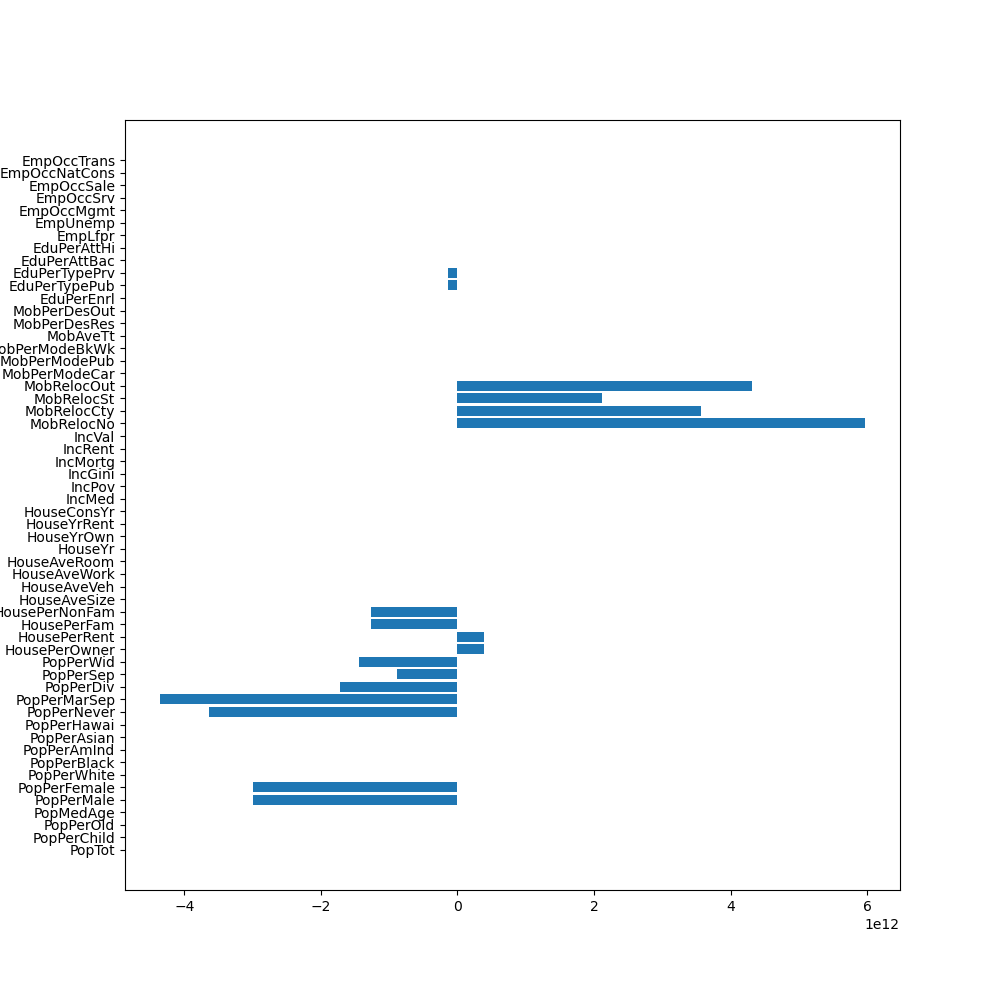 EmpOccTrans
EmpOccNatCons
EmpOccSale
EmpOccSrv
EmpOccMgmt
EmpUnemp
EmpLfpr
EduPerAttHi
EduPerAttBac
EduPerTypePrv
EduPerTypePub
EduPerEnrl
MobPerDesOut
MobPerDesRes
MobAveTt
obPerModeBkWk
MobPerModePub
MobPerModeCar
MobRelocOut
MobRelocSt
MobRelocCty
MobRelocNo
IncVal
IncRent
IncMortg
IncGini
IncPov
IncMed
HouseConsYr
HouseYrRent
HouseYrOwn
HouseYr
HouseAveRoom
HouseAveWork
HouseAveVeh
HouseAveSize
HousePerNonFam
HousePerFam
HousePerRent
HousePerOwner
PopPerWid
PopPerSep
PopPerDiv
PopPerMarSep
PopPerNever
PopPerHawai
PopPerAsian
PopPerAmInd
PopPerBlack
PopPerWhite
PopPerFemale
PopPerMale
PopMedAge
PopPerOld
PopPerChild
PopTot
−4 −2 0 2 4 6
1e12